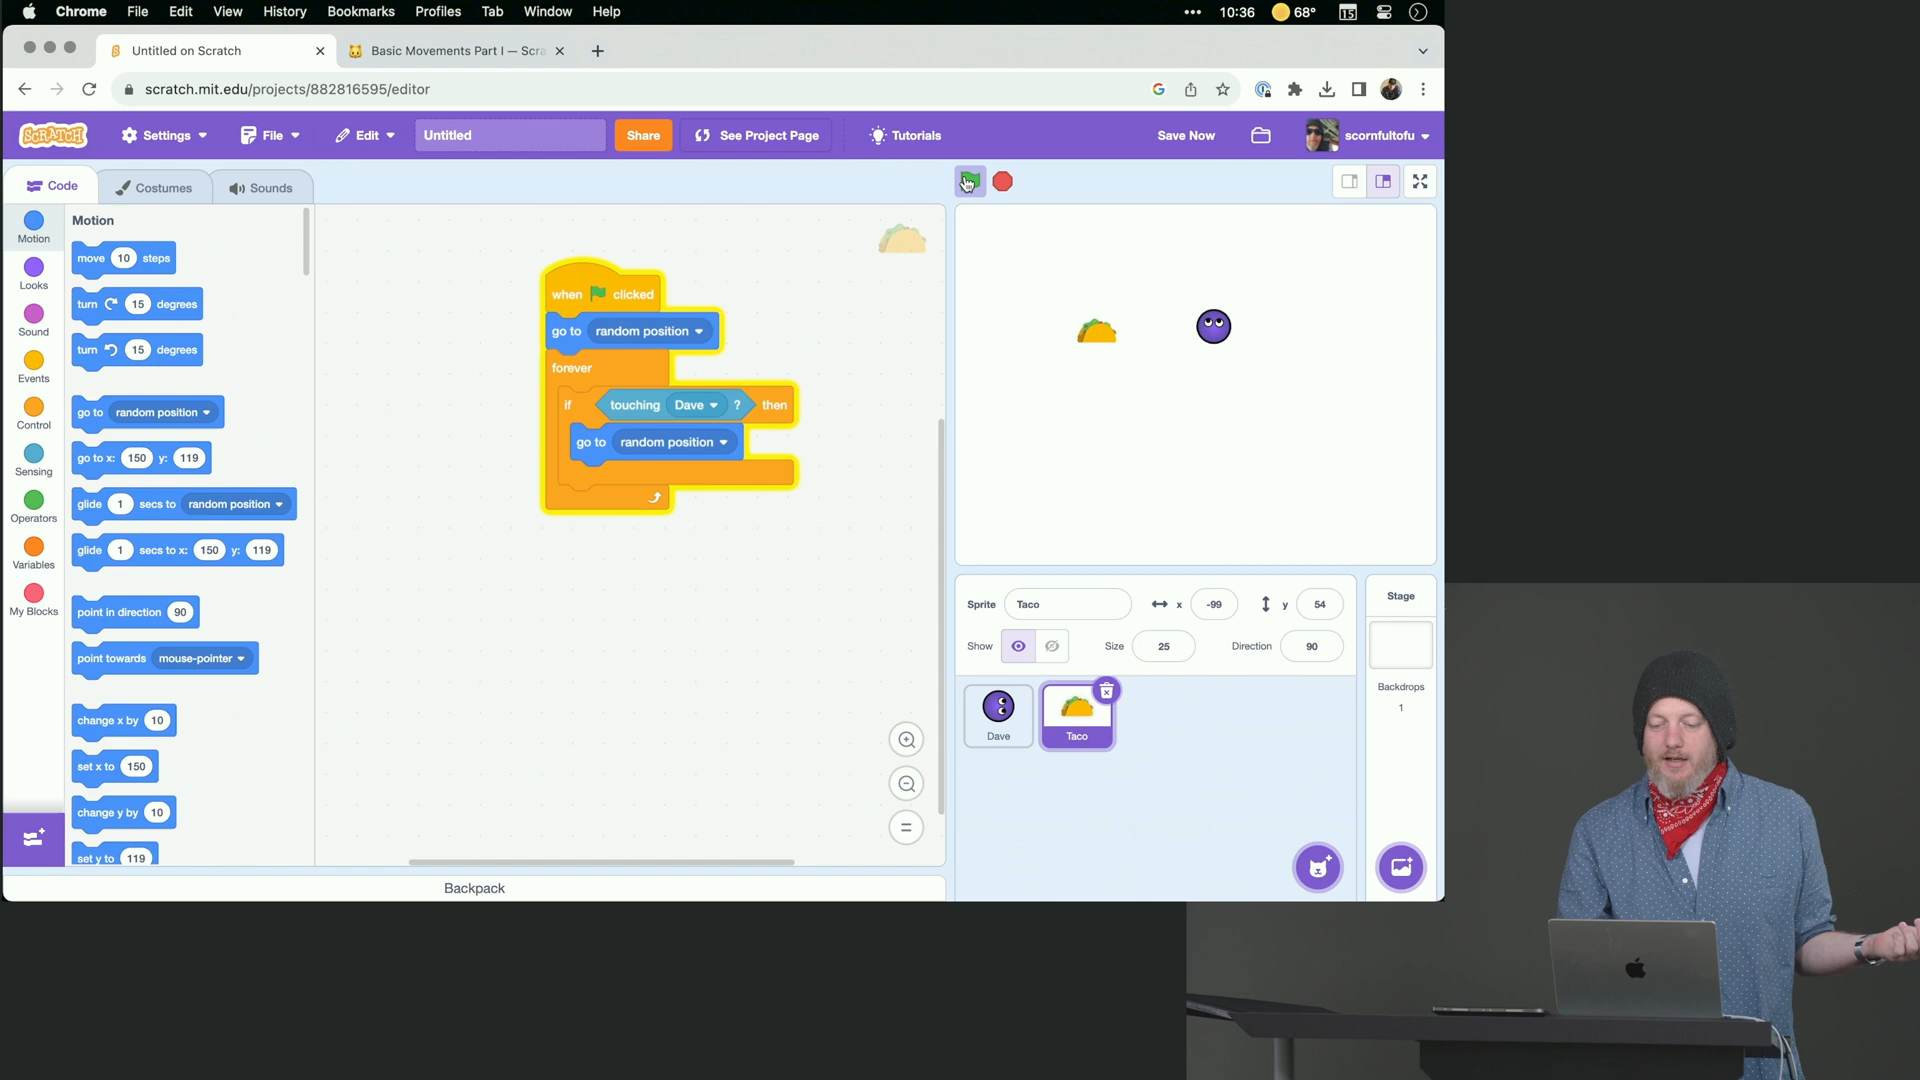 Chrome File Edit View History Bookmarks Profiles Tab Window Help
10:36 68° 15
Untitled on Scratch
Basic Movements Part I — Scra
scratch.mit.edu/projects/882816595/editor
SCRATCH Settings File Edit Untitled Share See Project Page Tutorials Save Now scornfultofu
Code Costumes Sounds
Motion
Looks
Sound
Events
Control
Sensing
Operators
Variables
My Blocks
Motion
move 10 steps
turn 15 degrees
turn 15 degrees
go to random position
go to x: 150 y: 119
glide 1 secs to random position
glide 1 secs to x: 150 y: 119
point in direction 90
point towards mouse-pointer
change x by 10
set x to 150
change y by 10
set y to 119
when clicked
go to random position
forever
if touching Dave ? then
go to random position
Backpack
Sprite Taco x -99 y 54
Show Size 25 Direction 90
Dave
Taco
Stage
Backdrops
1